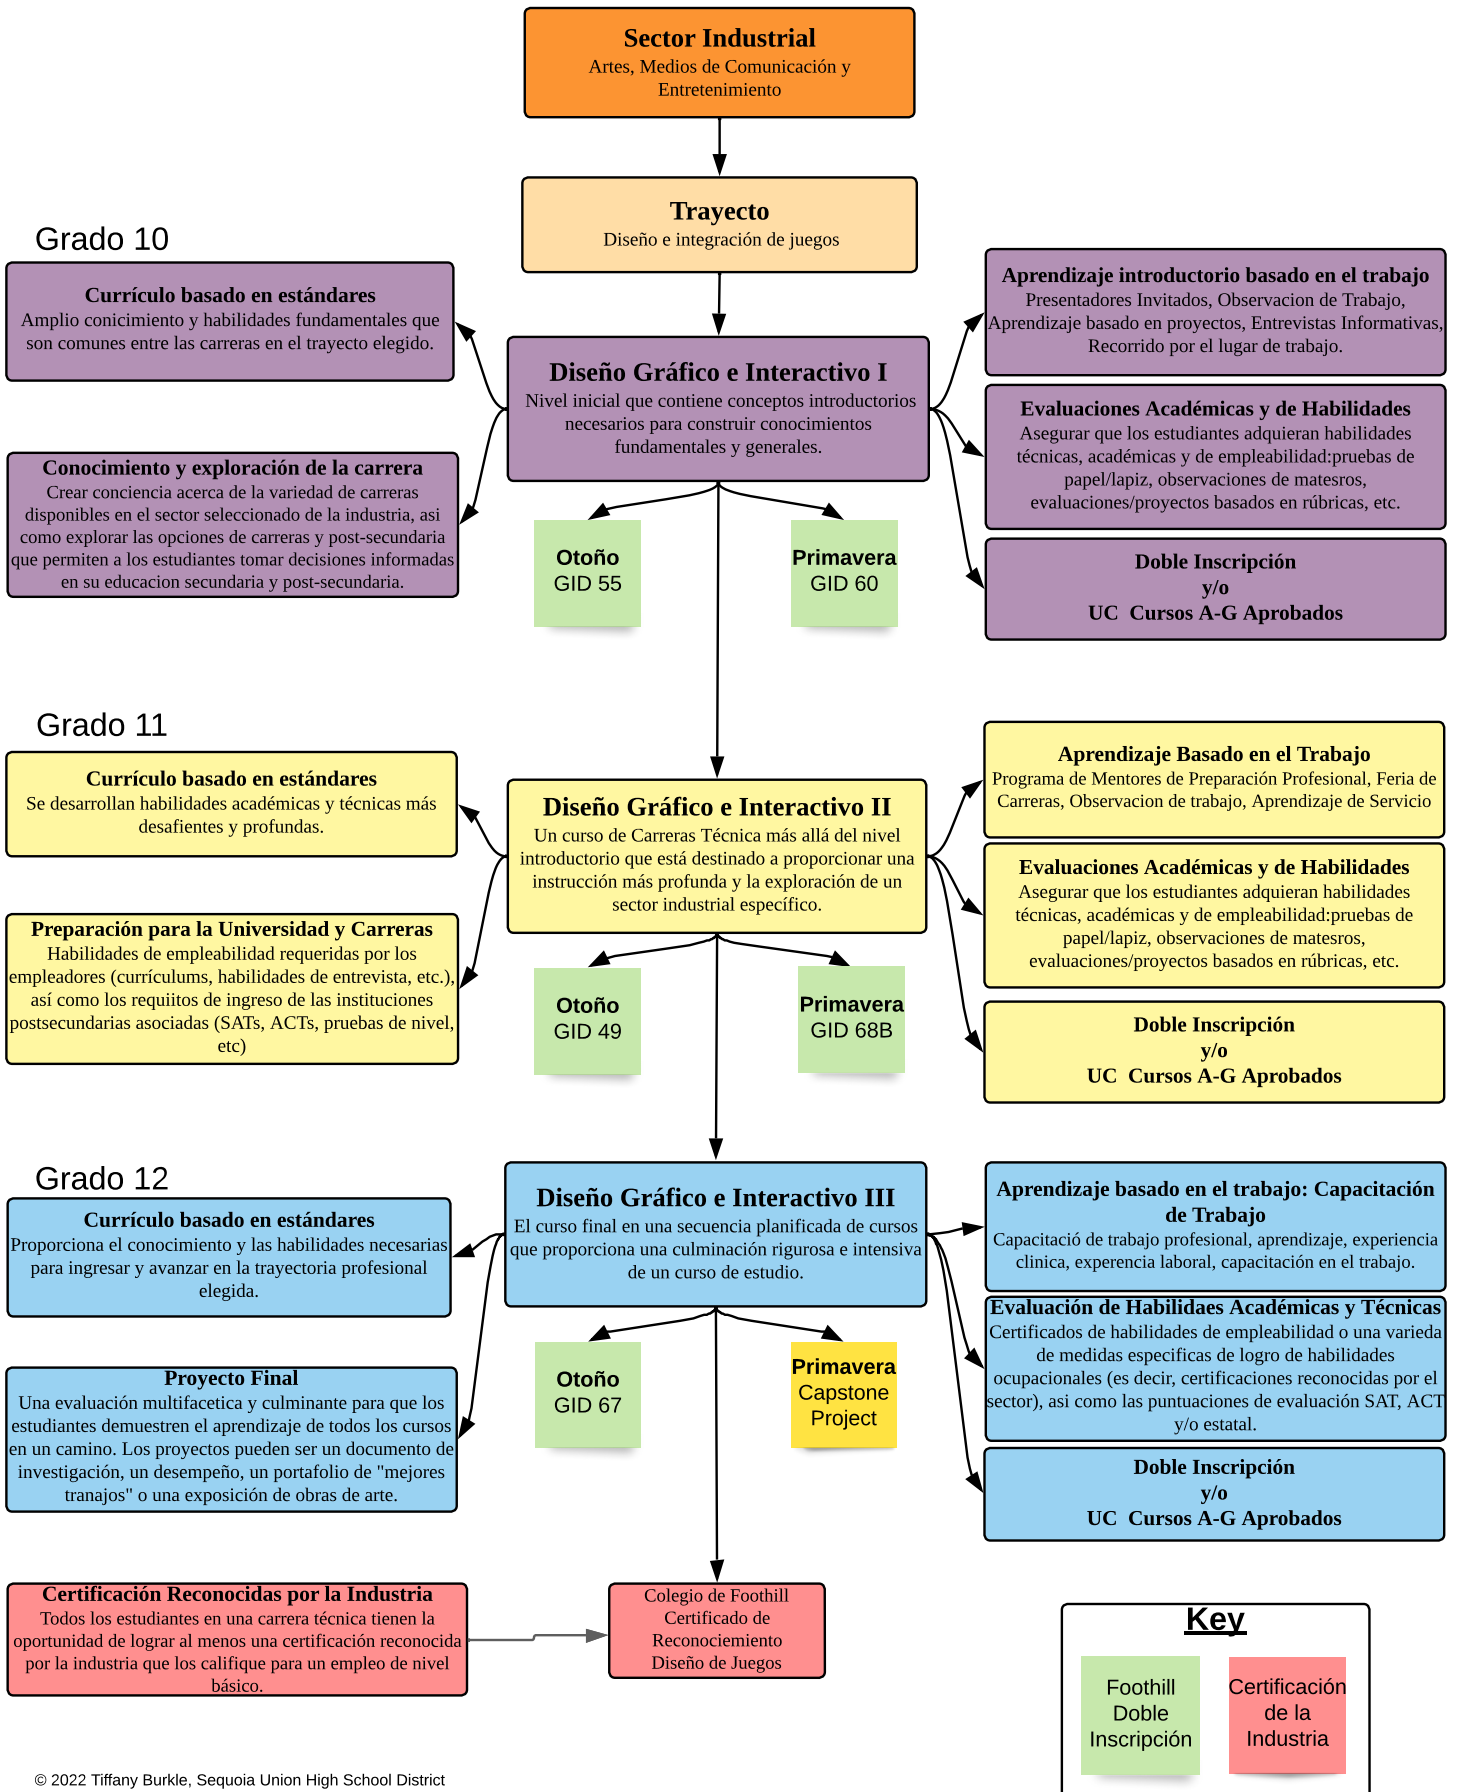 Sector Industrial
Artes, Medios de Comunicación y
Entretenimiento
Trayecto
Diseño e integración de juegos
Grado 10
Currículo basado en estándares
Amplio conicimiento y habilidades fundamentales que
son comunes entre las carreras en el trayecto elegido.
Conocimiento y exploración de la carrera
Crear conciencia acerca de la variedad de carreras
disponibles en el sector seleccionado de la industria, asi
como explorar las opciones de carreras y post-secundaria
que permiten a los estudiantes tomar decisiones informadas
en su educacion secundaria y post-secundaria.
Diseño Gráfico e Interactivo I
Nivel inicial que contiene conceptos introductorios
necesarios para construir conocimientos
fundamentales y generales.
Otoño
GID 55
Primavera
GID 60
Aprendizaje introductorio basado en el trabajo
Presentadores Invitados, Observacion de Trabajo,
Aprendizaje basado en proyectos, Entrevistas Informativas,
Recorrido por el lugar de trabajo.
Evaluaciones Académicas y de Habilidades
Asegurar que los estudiantes adquieran habilidades
técnicas, académicas y de empleabilidad:pruebas de
papel/lapiz, observaciones de matesros,
evaluaciones/proyectos basados en rúbricas, etc.
Doble Inscripción
y/o
UC  Cursos A-G Aprobados
Grado 11
Currículo basado en estándares
Se desarrollan habilidades académicas y técnicas más
desafientes y profundas.
Preparación para la Universidad y Carreras
Habilidades de empleabilidad requeridas por los
empleadores (currículums, habilidades de entrevista, etc.),
así como los requiitos de ingreso de las instituciones
postsecundarias asociadas (SATs, ACTs, pruebas de nivel,
etc)
Diseño Gráfico e Interactivo II
Un curso de Carreras Técnica más allá del nivel
introductorio que está destinado a proporcionar una
instrucción más profunda y la exploración de un
sector industrial específico.
Otoño
GID 49
Primavera
GID 68B
Aprendizaje Basado en el Trabajo
Programa de Mentores de Preparación Profesional, Feria de
Carreras, Observacion de trabajo, Aprendizaje de Servicio
Evaluaciones Académicas y de Habilidades
Asegurar que los estudiantes adquieran habilidades
técnicas, académicas y de empleabilidad:pruebas de
papel/lapiz, observaciones de matesros,
evaluaciones/proyectos basados en rúbricas, etc.
Doble Inscripción
y/o
UC  Cursos A-G Aprobados
Grado 12
Currículo basado en estándares
Proporciona el conocimiento y las habilidades necesarias
para ingresar y avanzar en la trayectoria profesional
elegida.
Proyecto Final
Una evaluación multifacetica y culminante para que los
estudiantes demuestren el aprendizaje de todos los cursos
en un camino. Los proyectos pueden ser un documento de
investigación, un desempeño, un portafolio de "mejores
tranajos" o una exposición de obras de arte.
Diseño Gráfico e Interactivo III
El curso final en una secuencia planificada de cursos
que proporciona una culminación rigurosa e intensiva
de un curso de estudio.
Otoño
GID 67
Primavera
Capstone
Project
Aprendizaje basado en el trabajo: Capacitación
de Trabajo
Capacitació de trabajo profesional, aprendizaje, experiencia
clinica, experencia laboral, capacitación en el trabajo.
Evaluación de Habilidaes Académicas y Técnicas
Certificados de habilidades de empleabilidad o una varieda
de medidas especificas de logro de habilidades
ocupacionales (es decir, certificaciones reconocidas por el
sector), asi como las puntuaciones de evaluación SAT, ACT
y/o estatal.
Doble Inscripción
y/o
UC  Cursos A-G Aprobados
Certificación Reconocidas por la Industria
Todos los estudiantes en una carrera técnica tienen la
oportunidad de lograr al menos una certificación reconocida
por la industria que los califique para un empleo de nivel
básico.
Colegio de Foothill
Certificado de
Reconociemiento
Diseño de Juegos
Key
Foothill
Doble
Inscripción
Certificación
de la
Industria
© 2022 Tiffany Burkle, Sequoia Union High School District